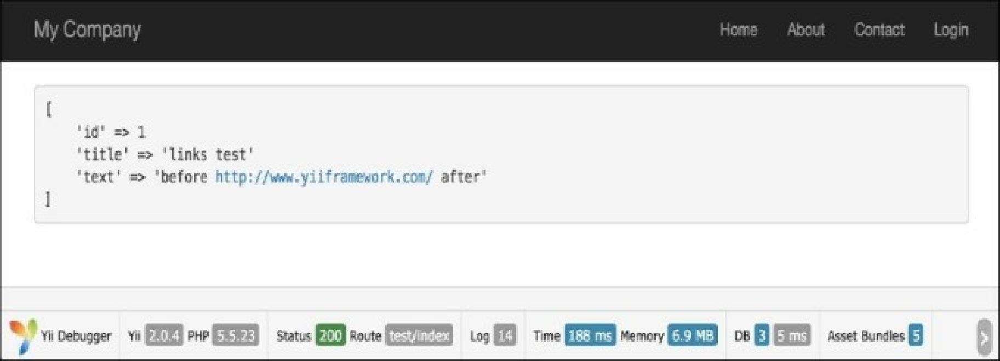 My Company Home About Contact Login
[
'id' => 1
'title' => 'links test'
'text' => 'before http://www.yiiframework.com/ after'
]
Yii Debugger Yii 2.0.4 PHP 5.5.23 Status 200 Route test/index Log 14 Time 188 ms Memory 6.9 MB DB 3 5 ms Asset Bundles 5